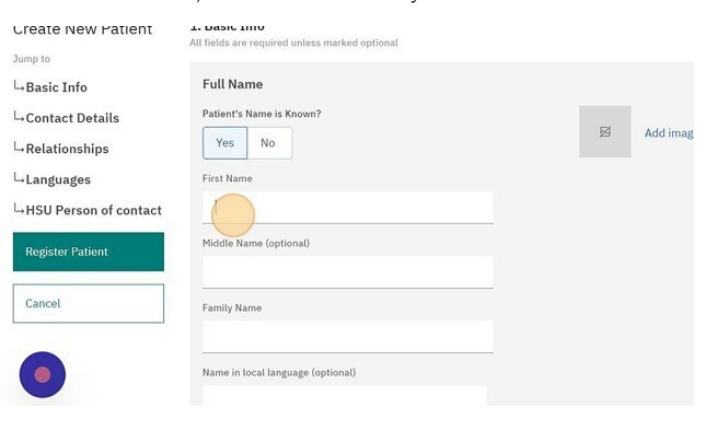 Create New Patient
Jump to
Basic Info
Contact Details
Relationships
Languages
HSU Person of contact
Register Patient
Cancel
1. Basic Info
All fields are required unless marked optional
Full Name
Patient's Name is Known?
Yes No
Add imag
First Name
Middle Name (optional)
Family Name
Name in local language (optional)